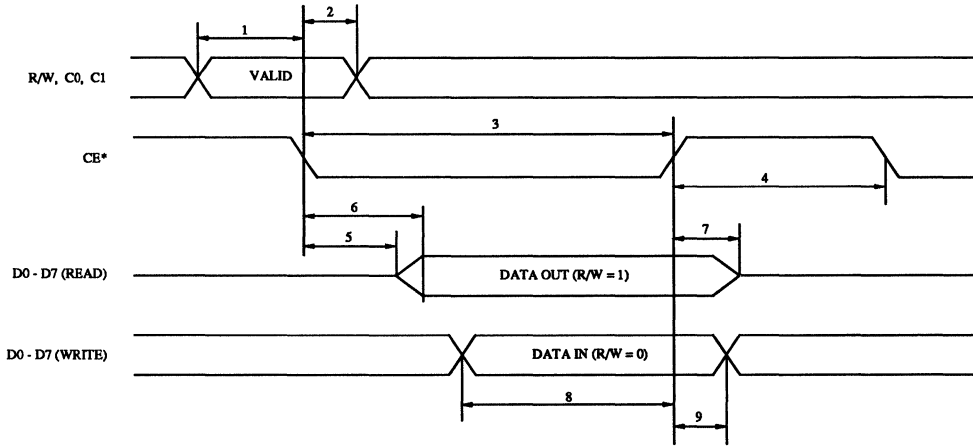 1
2
R/W, C0, C1
VALID
3
CE*
4
6
5
7
D0 - D7 (READ)
DATA OUT (R/W = 1)
D0 - D7 (WRITE)
DATA IN (R/W = 0)
8
9